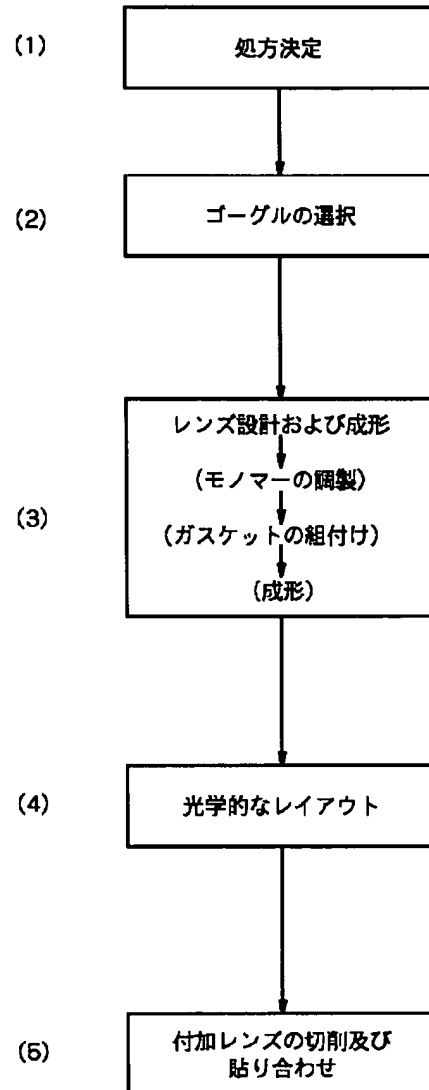 (1)
処方決定
(2)
ゴーグルの選択
(3)
レンズ設計および成形
(モノマーの調製)
(ガスケットの組付け)
(成形)
(4)
光学的なレイアウト
(5)
付加レンズの切削及び
貼り合わせ